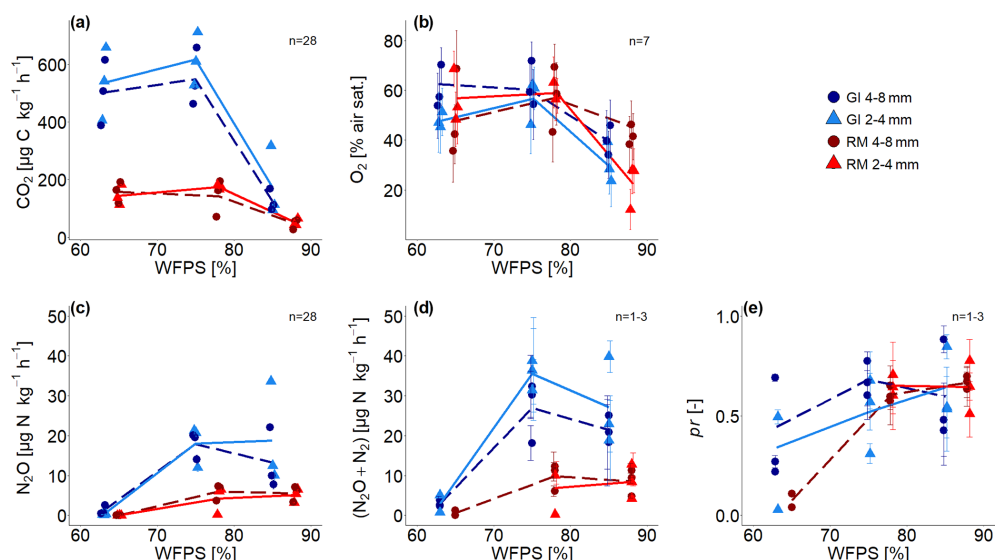 (a)
n=28
CO₂ [µg C kg⁻¹ h⁻¹]
600
400
200
0
60 70 80 90
WFPS [%]
(b)
n=7
O₂ [% air sat.]
80
60
40
20
60 70 80 90
WFPS [%]
GI 4-8 mm
GI 2-4 mm
RM 4-8 mm
RM 2-4 mm
(c)
n=28
N₂O [µg N kg⁻¹ h⁻¹]
50
40
30
20
10
0
60 70 80 90
WFPS [%]
(d)
n=1-3
(N₂O + N₂) [µg N kg⁻¹ h⁻¹]
50
40
30
20
10
0
60 70 80 90
WFPS [%]
(e)
n=1-3
pr [-]
1.0
0.5
0.0
60 70 80 90
WFPS [%]